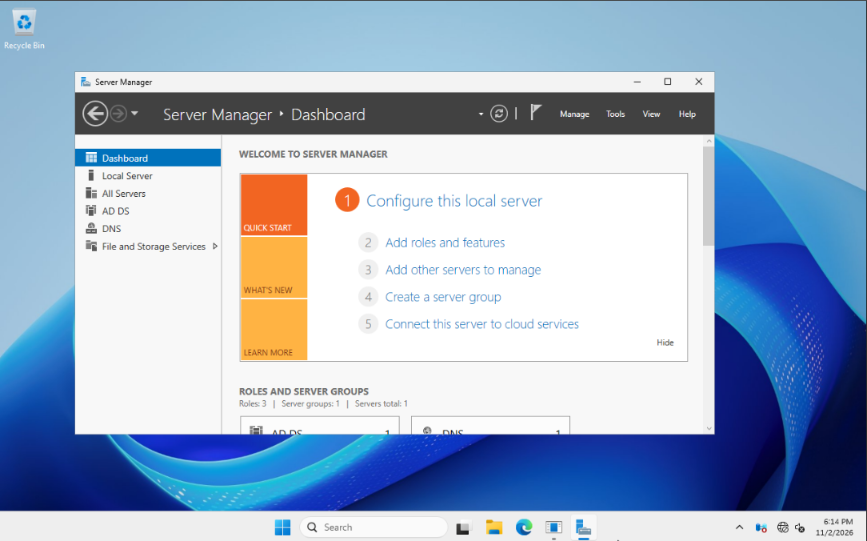 Recycle Bin
Server Manager
Server Manager ‣ Dashboard
Manage Tools View Help
Dashboard
Local Server
All Servers
AD DS
DNS
File and Storage Services
WELCOME TO SERVER MANAGER
QUICK START
WHAT'S NEW
LEARN MORE
1 Configure this local server
2 Add roles and features
3 Add other servers to manage
4 Create a server group
5 Connect this server to cloud services
Hide
ROLES AND SERVER GROUPS
Roles: 3 | Server groups: 1 | Servers total: 1
AD DS 1
DNS 1
Search
6:14 PM
11/2/2026